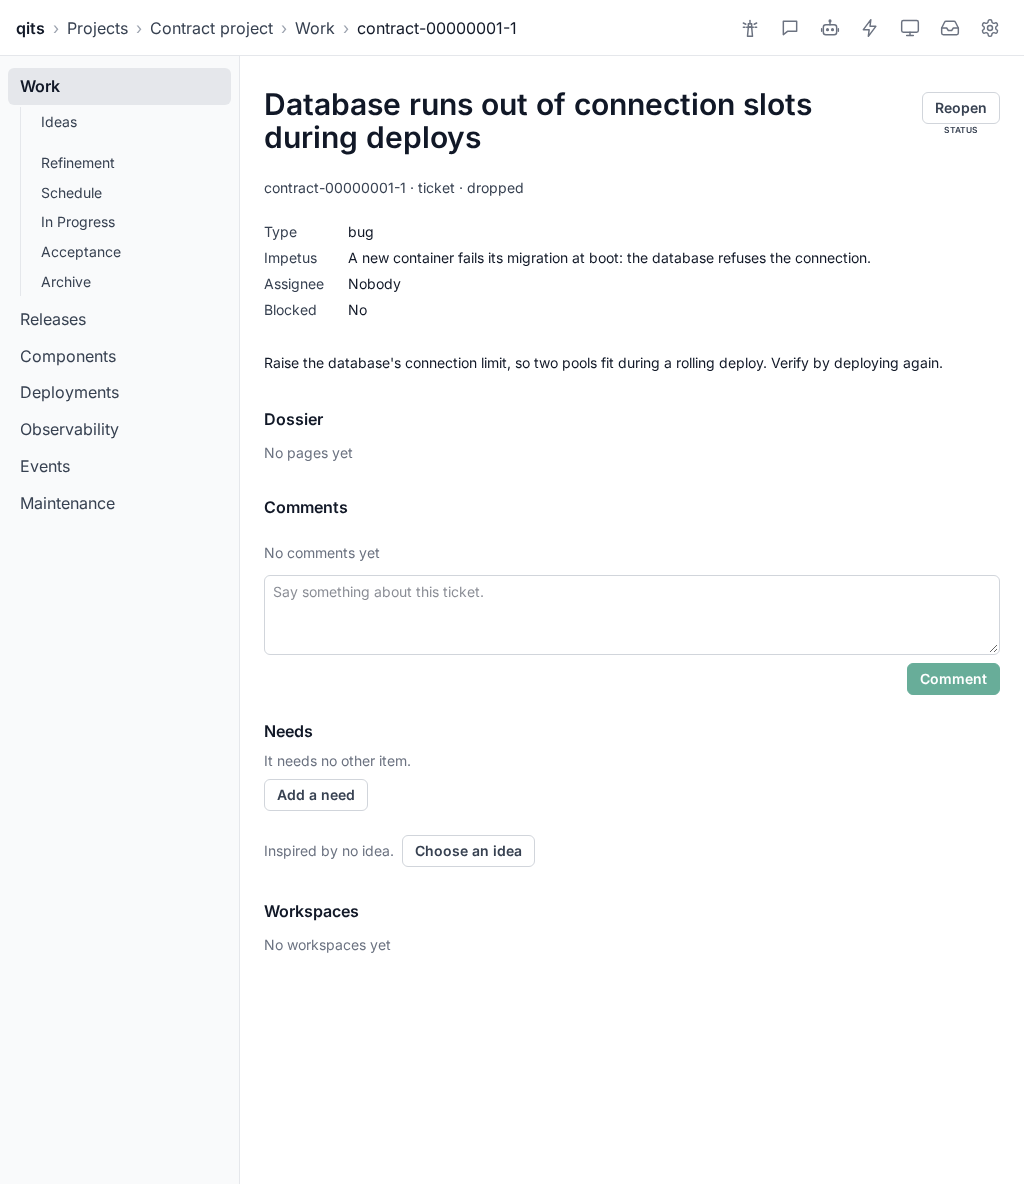 qits › Projects › Contract project › Work › contract-00000001-1
Work
Ideas
Refinement
Schedule
In Progress
Acceptance
Archive
Releases
Components
Deployments
Observability
Events
Maintenance
Database runs out of connection slots
during deploys
Reopen
STATUS
contract-00000001-1 · ticket · dropped
Type bug
Impetus A new container fails its migration at boot: the database refuses the connection.
Assignee Nobody
Blocked No
Raise the database's connection limit, so two pools fit during a rolling deploy. Verify by deploying again.
Dossier
No pages yet
Comments
No comments yet
Say something about this ticket.
Comment
Needs
It needs no other item.
Add a need
Inspired by no idea. Choose an idea
Workspaces
No workspaces yet